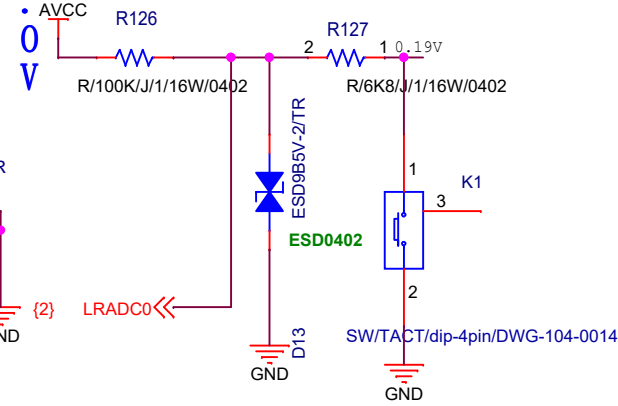 AVCC
R126
0
V
R/100K/J/1/16W/0402
R127
2
1
0.19V
R/6K8/J/1/16W/0402
ESD9B5V-2/TR
ESD0402
D13
GND
1
K1
3
2
SW/TACT/dip-4pin/DWG-104-0014
GND
R
{2}
LRADC0
ND